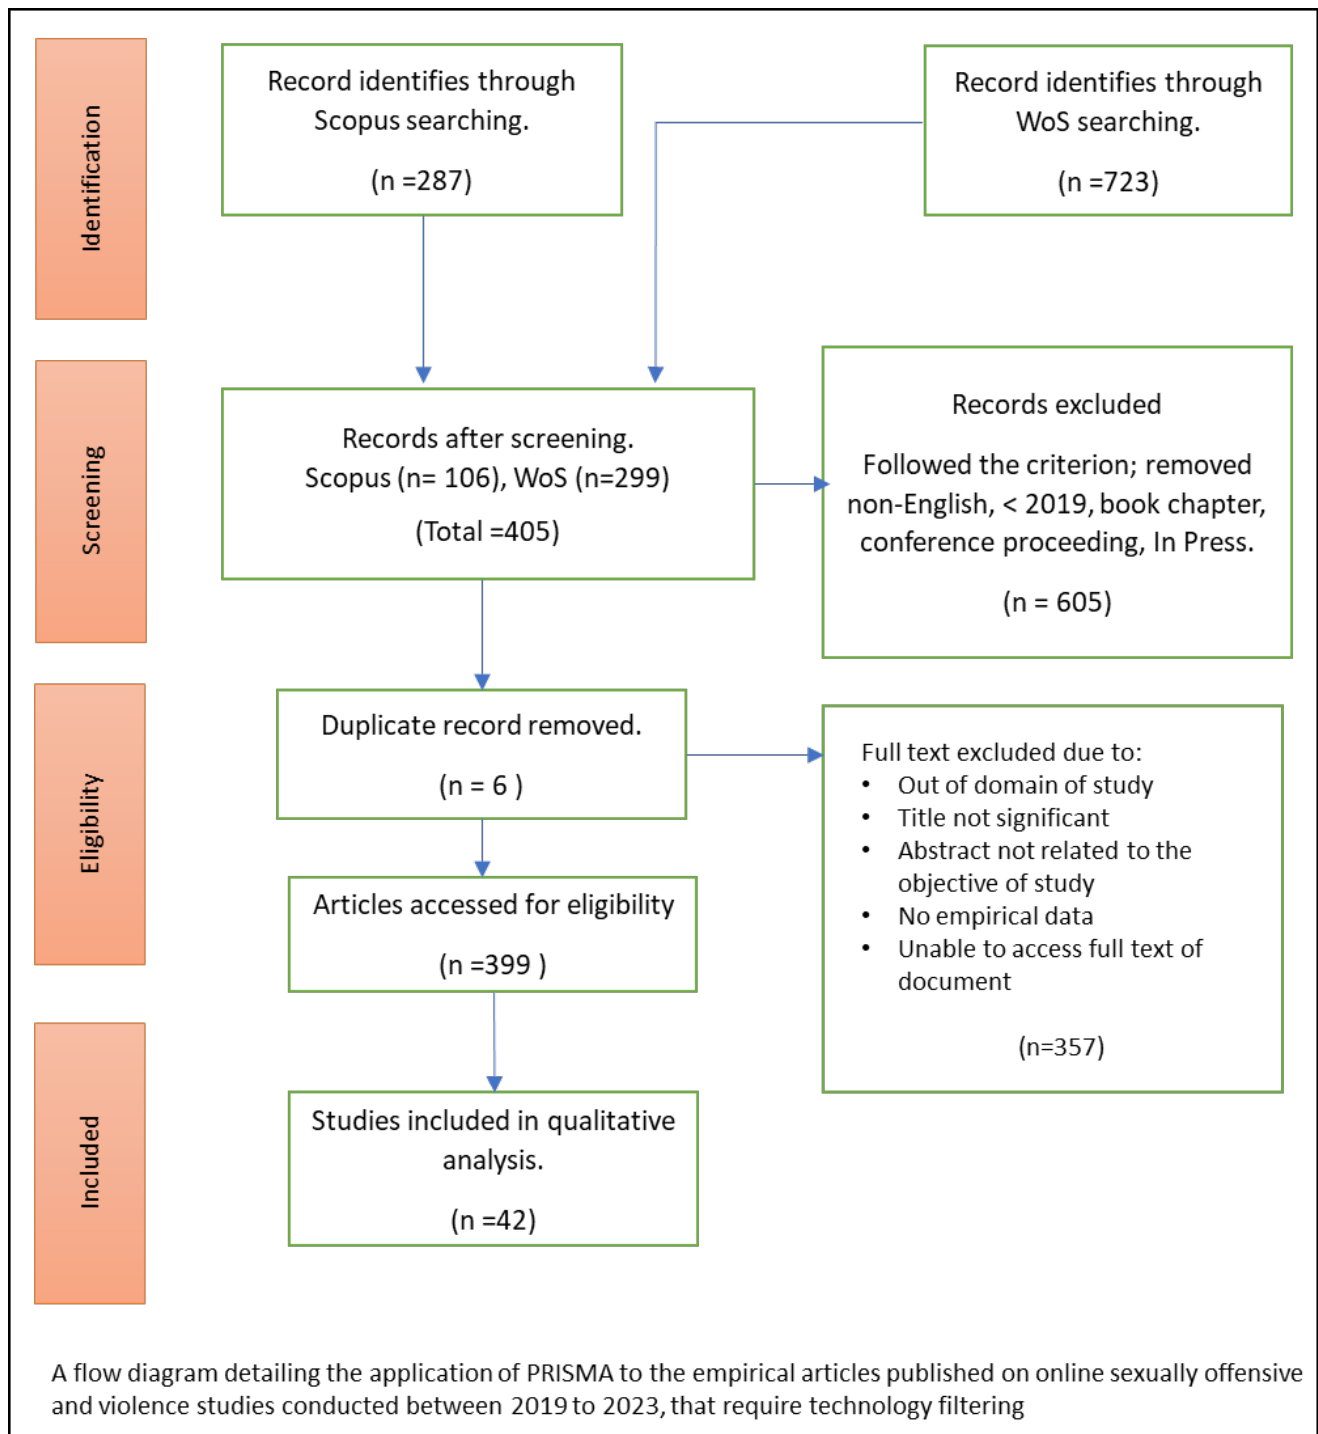 Identification
Record identifies through
Scopus searching.
(n =287)
Record identifies through
WoS searching.
(n =723)
Screening
Records after screening.
Scopus (n= 106), WoS (n=299)
(Total =405)
Records excluded
Followed the criterion; removed
non-English, < 2019, book chapter,
conference proceeding, In Press.
(n = 605)
Eligibility
Duplicate record removed.
(n = 6 )
Full text excluded due to:
• Out of domain of study
• Title not significant
• Abstract not related to the
objective of study
• No empirical data
• Unable to access full text of
document
(n=357)
Articles accessed for eligibility
(n =399 )
Included
Studies included in qualitative
analysis.
(n =42)
A flow diagram detailing the application of PRISMA to the empirical articles published on online sexually offensive
and violence studies conducted between 2019 to 2023, that require technology filtering